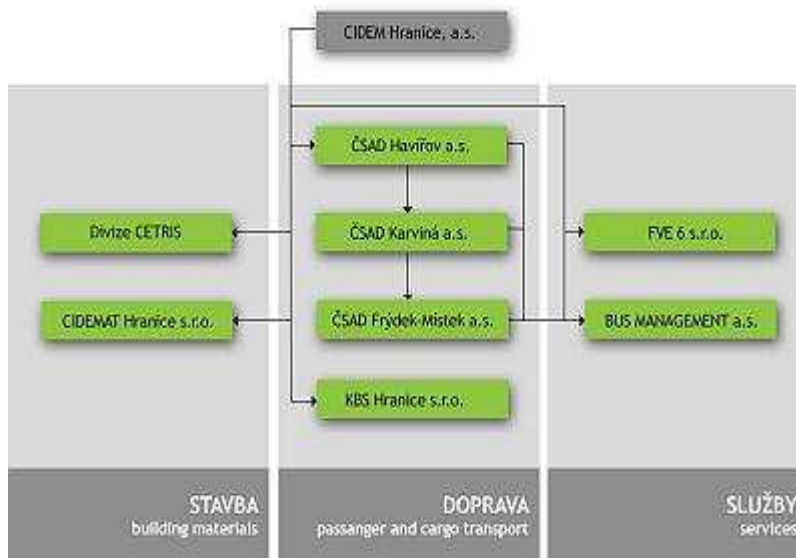 CIDEM Hranice, a.s.
ČSAD Havířov a.s.
Divize CETRIS
ČSAD Karviná a.s.
FVE 6 s.r.o.
CIDEMAT Hranice s.r.o.
ČSAD Frýdek-Místek a.s.
BUS MANAGEMENT a.s.
KBS Hranice s.r.o.
STAVBA
building materials
DOPRAVA
passanger and cargo transport
SLUŽBY
services